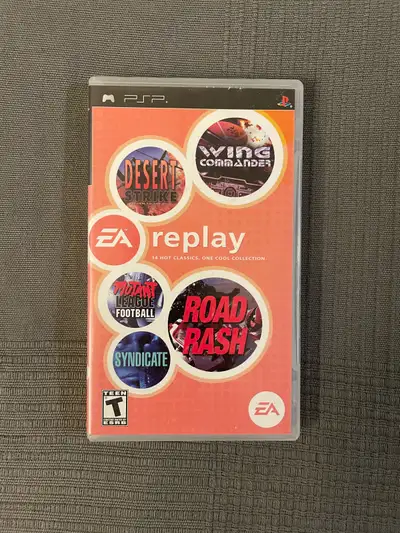 PSP
WING
COMMANDER
DESERT
STRIKE
EA
replay
14 HOT CLASSICS, ONE COOL COLLECTION
MUTANT
LEAGUE
FOOTBALL
ROAD
RASH
SYNDICATE
TEEN
T
ESRB
EA